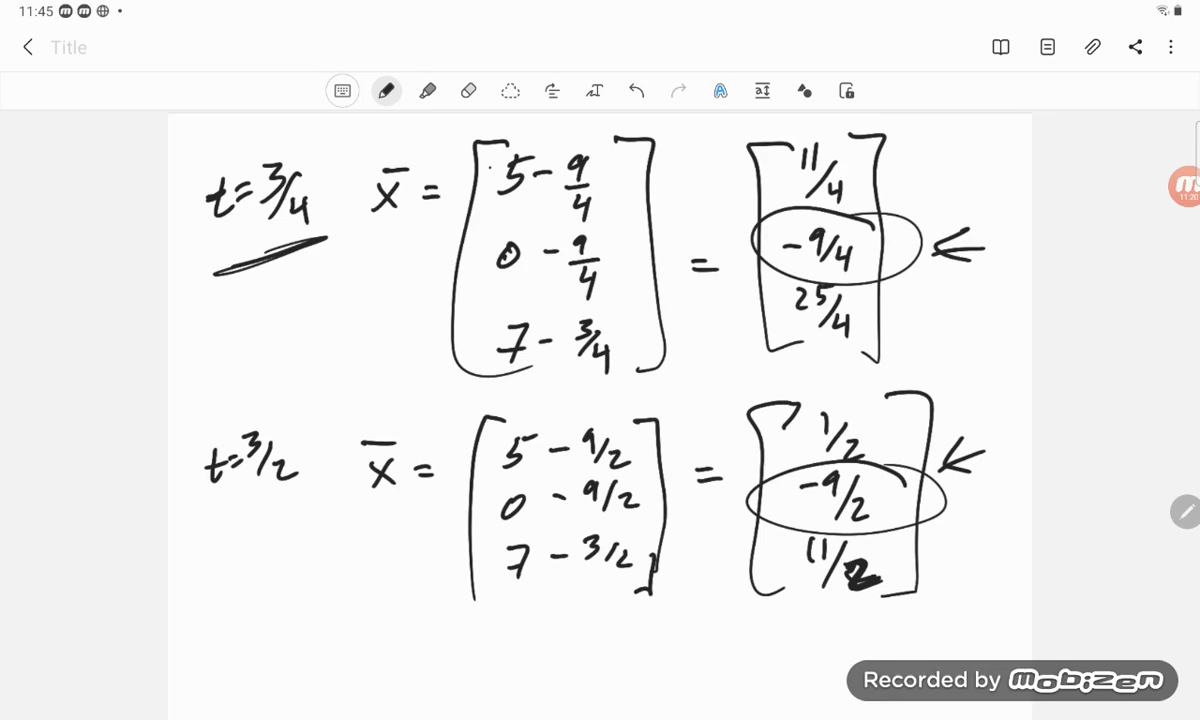 11:45
Title
t=3/4 x̄ = [5 - 9/4 = [11/4
0 - 9/4 -9/4 ←
7 - 3/4] 25/4]
t=3/2 x̄ = [5 - 9/2 = [1/2 ←
0 - 9/2 -9/2
7 - 3/2] 11/2]
11:20
Recorded by mobizen